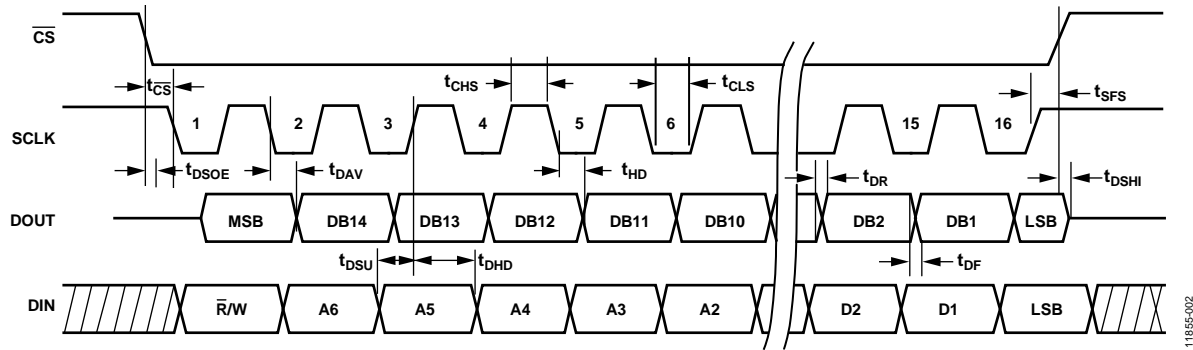 CS
tCS
tCHS
tCLS
tSFS
SCLK
1
2
3
4
5
6
15
16
tDSOE
tDAV
tHD
tDR
tDSHI
DOUT
MSB
DB14
DB13
DB12
DB11
DB10
DB2
DB1
LSB
tDSU
tDHD
tDF
DIN
R/W
A6
A5
A4
A3
A2
D2
D1
LSB
11855-002